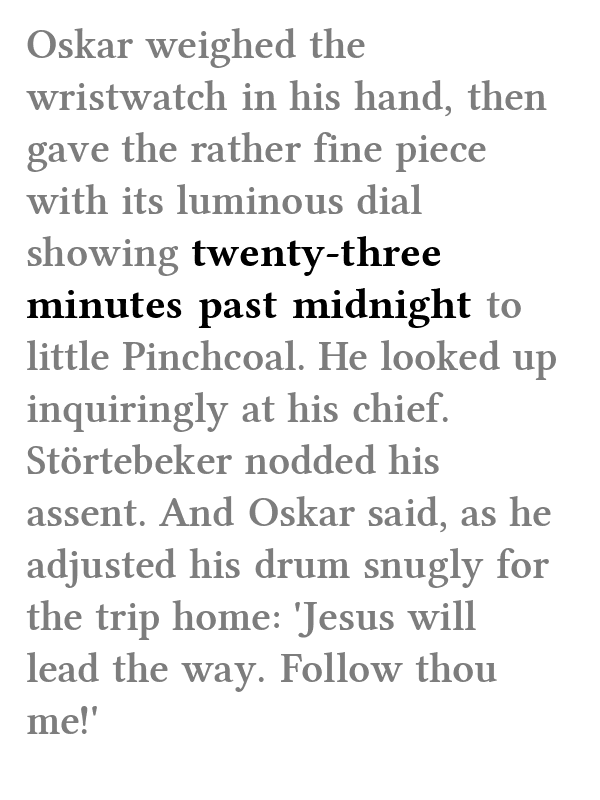 Oskar weighed the
wristwatch in his hand, then
gave the rather fine piece
with its luminous dial
showing twenty-three
minutes past midnight to
little Pinchcoal. He looked up
inquiringly at his chief.
Störtebeker nodded his
assent. And Oskar said, as he
adjusted his drum snugly for
the trip home: 'Jesus will
lead the way. Follow thou
me!'